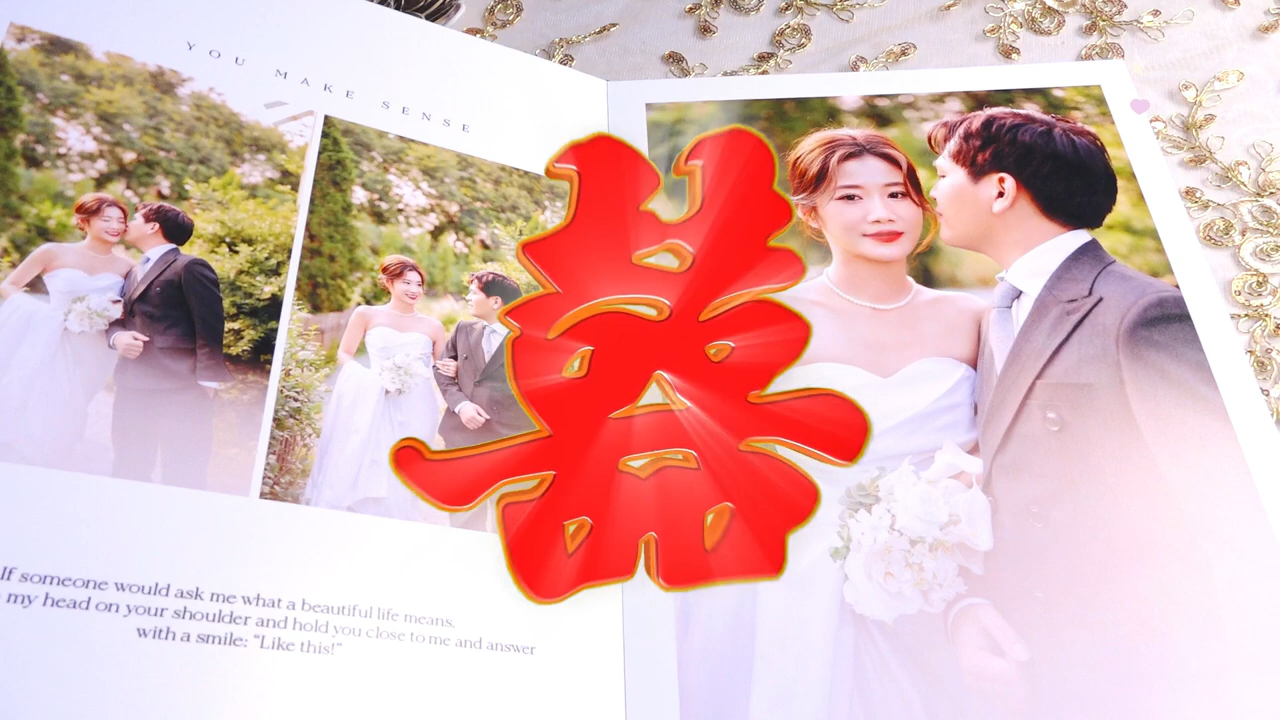 YOU MAKE SENSE
囍
If someone would ask me what a beautiful life means.
my head on your shoulder and hold you close to me and answer
with a smile: "Like this!"